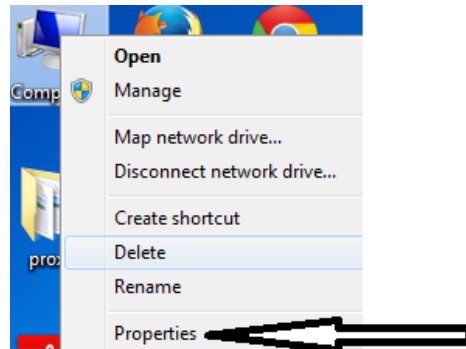 Open
Comp
Manage
Map network drive...
Disconnect network drive...
Create shortcut
Delete
pro
Rename
Properties